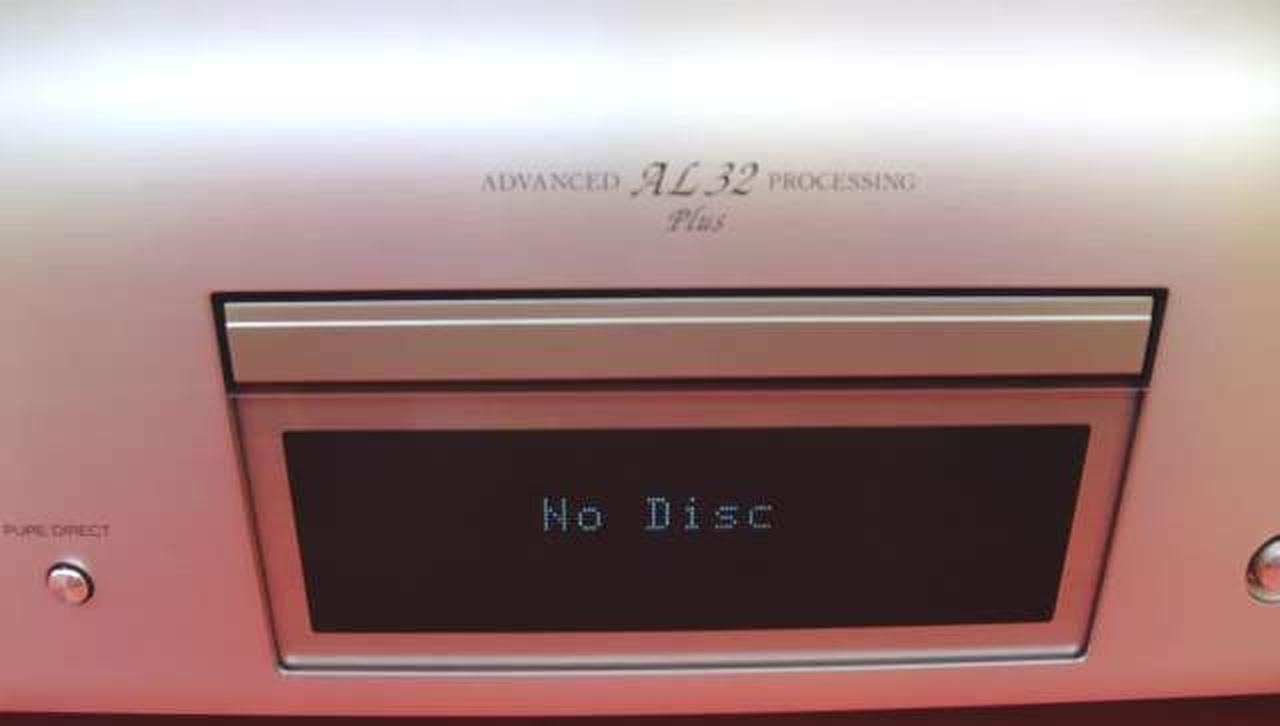 ADVANCED AL32 PROCESSING
Plus
No Disc
PURE DIRECT